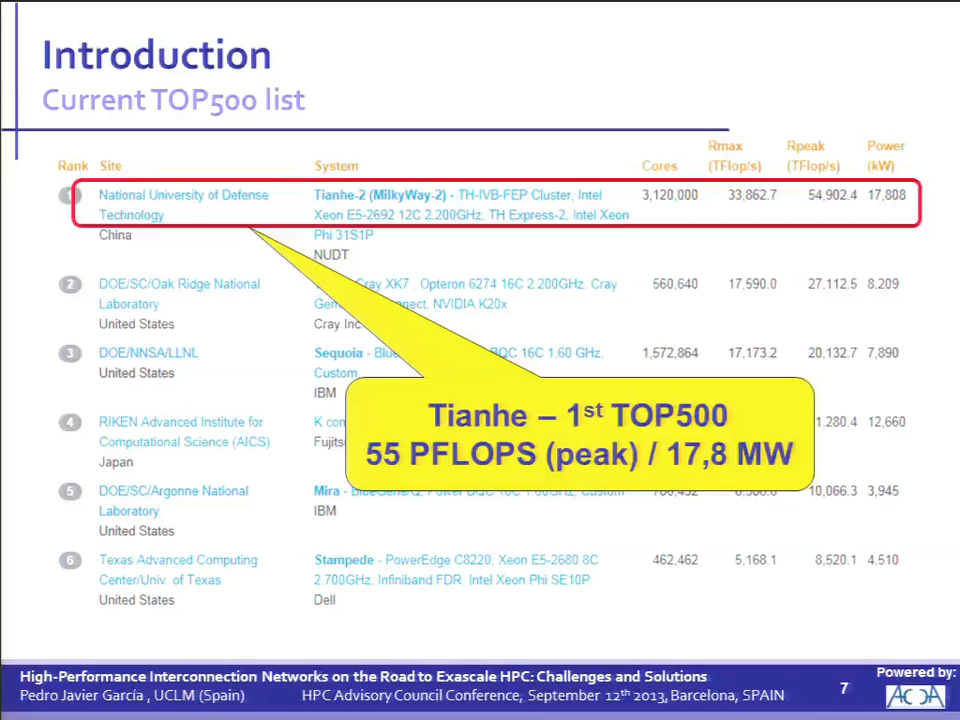 Introduction
Current TOP500 list
Rank Site System Cores Rmax (TFlop/s) Rpeak (TFlop/s) Power (kW)
1 National University of Defense Tianhe-2 (MilkyWay-2) - TH-IVB-FEP Cluster, Intel 3,120,000 33,862.7 54,902.4 17,808
Technology Xeon E5-2692 12C 2.200GHz, TH Express-2, Intel Xeon
China Phi 31S1P
NUDT
2 DOE/SC/Oak Ridge National Cray XK7 , Opteron 6274 16C 2.200GHz, Cray 560,640 17,590.0 27,112.5 8,209
Laboratory NVIDIA K20x
United States Cray Inc
3 DOE/NNSA/LLNL Sequoia - 16C 1.60 GHz, 1,572,864 17,173.2 20,132.7 7,890
United States Custom
IBM
4 RIKEN Advanced Institute for K 12,660
Computational Science (AICS)
Japan
Tianhe – 1st TOP500
55 PFLOPS (peak) / 17,8 MW
5 DOE/SC/Argonne National Mira - 10,066.3 3,945
Laboratory IBM
United States
6 Texas Advanced Computing Stampede - PowerEdge C8220, Xeon E5-2680 8C 462,462 5,168.1 8,520.1 4,510
Center/Univ. of Texas 2.700GHz, Infiniband FDR, Intel Xeon Phi SE10P
United States Dell
High-Performance Interconnection Networks on the Road to Exascale HPC: Challenges and Solutions
Pedro Javier García , UCLM (Spain) HPC Advisory Council Conference, September 12th 2013, Barcelona, SPAIN
7
Powered by: